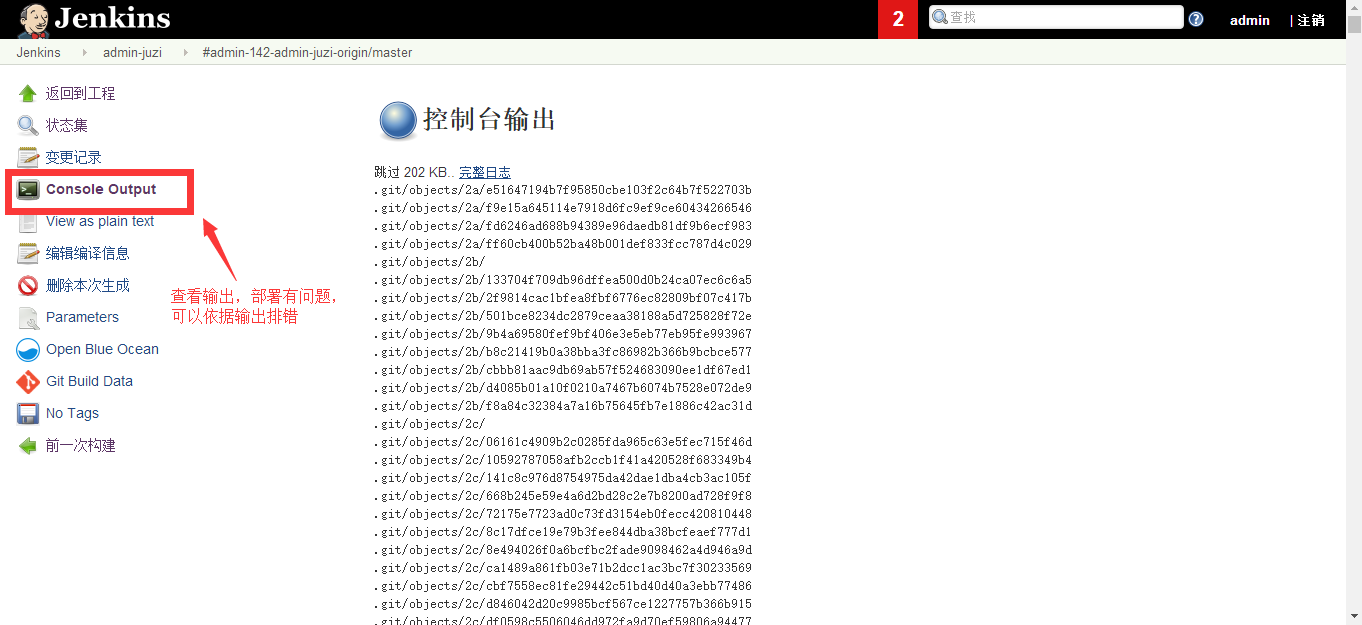 Jenkins
2
查找
admin
注销
Jenkins
admin-juzi
#admin-142-admin-juzi-origin/master
返回到工程
状态集
变更记录
Console Output
View as plain text
编辑编译信息
删除本次生成
Parameters
Open Blue Ocean
Git Build Data
No Tags
前一次构建
查看输出，部署有问题，
可以依据输出排错
控制台输出
跳过 202 KB.. 完整日志
.git/objects/2a/e51647194b7f95850cbe103f2c64b7f522703b
.git/objects/2a/f9e15a645114e7918d6fc9ef9ce60434266546
.git/objects/2a/fd6246ad688b94389e96daedb81df9b6ecf983
.git/objects/2a/ff60cb400b52ba48b001def833fcc787d4c029
.git/objects/2b/
.git/objects/2b/133704f709db96dffea500d0b24ca07ec6c6a5
.git/objects/2b/2f9814cac1bfea8fbf6776ec82809bf07c417b
.git/objects/2b/501bce8234dc2879ceaa38188a5d725828f72e
.git/objects/2b/9b4a69580fef9bf406e3e5eb77eb95fe993967
.git/objects/2b/b8c21419b0a38bba3fc86982b366b9bcbce577
.git/objects/2b/cbbb81aac9db69ab57f524683090ee1df67ed1
.git/objects/2b/d4085b01a10f0210a7467b6074b7528e072de9
.git/objects/2b/f8a84c32384a7a16b75645fb7e1886c42ac31d
.git/objects/2c/
.git/objects/2c/06161c4909b2c0285fda965c63e5fec715f46d
.git/objects/2c/10592787058afb2ccb1f41a420528f683349b4
.git/objects/2c/141c8c976d8754975da42dae1dba4cb3ac105f
.git/objects/2c/668b245e59e4a6d2bd28c2e7b8200ad728f9f8
.git/objects/2c/72175e7723ad0c73fd3154eb0fecc420810448
.git/objects/2c/8c17dfce19e79b3fee844dba38bcfeaef777d1
.git/objects/2c/8e494026f0a6bcfbc2fade9098462a4d946a9d
.git/objects/2c/ca1489a861fb03e71b2dcc1ac3bc7f30233569
.git/objects/2c/cbf7558ec81fe29442c51bd40d40a3ebb77486
.git/objects/2c/d846042d20c9985bcf567ce1227757b366b915
.git/objects/2c/df0598c5506046dd972fa9d70ef59806a94477